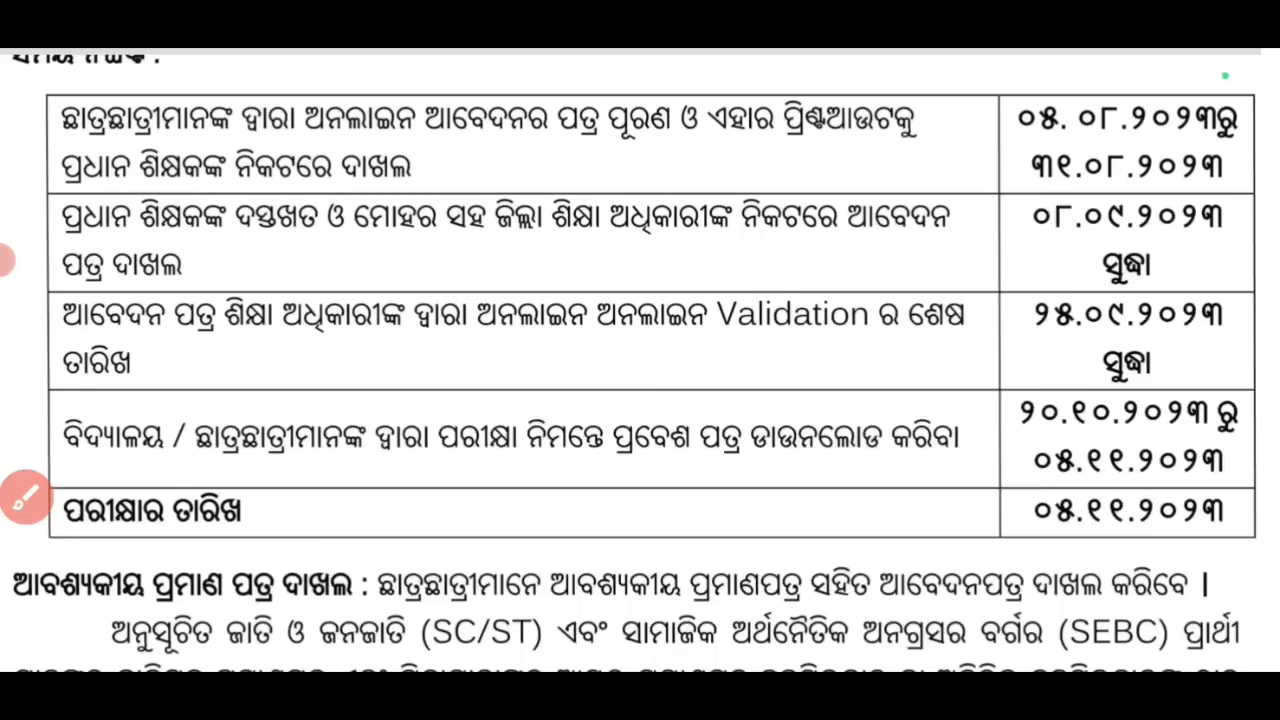 ଛାତ୍ରଛାତ୍ରୀମାନଙ୍କ ଦ୍ୱାରା ଅନଲାଇନ ଆବେଦନର ପତ୍ର ପୂରଣ ଓ ଏହାର ପ୍ରିଣ୍ଟଆଉଟକୁ
ପ୍ରଧାନ ଶିକ୍ଷକଙ୍କ ନିକଟରେ ଦାଖଲ
୦୫. ୦୮.୨୦୨୩ରୁ
୩୧.୦୮.୨୦୨୩
ପ୍ରଧାନ ଶିକ୍ଷକଙ୍କ ଦସ୍ତଖତ ଓ ମୋହର ସହ ଜିଲ୍ଲା ଶିକ୍ଷା ଅଧିକାରୀଙ୍କ ନିକଟରେ ଆବେଦନ
ପତ୍ର ଦାଖଲ
୦୮.୦୯.୨୦୨୩
ସୁଦ୍ଧା
ଆବେଦନ ପତ୍ର ଶିକ୍ଷା ଅଧିକାରୀଙ୍କ ଦ୍ୱାରା ଅନଲାଇନ ଅନଲାଇନ Validation ର ଶେଷ
ତାରିଖ
୨୫.୦୯.୨୦୨୩
ସୁଦ୍ଧା
ବିଦ୍ୟାଳୟ / ଛାତ୍ରଛାତ୍ରୀମାନଙ୍କ ଦ୍ୱାରା ପରୀକ୍ଷା ନିମନ୍ତେ ପ୍ରବେଶ ପତ୍ର ଡାଉନଲୋଡ କରିବା
୨୦.୧୦.୨୦୨୩ ରୁ
୦୫.୧୧.୨୦୨୩
ପରୀକ୍ଷାର ତାରିଖ
୦୫.୧୧.୨୦୨୩
ଆବଶ୍ୟକୀୟ ପ୍ରମାଣ ପତ୍ର ଦାଖଲ : ଛାତ୍ରଛାତ୍ରୀମାନେ ଆବଶ୍ୟକୀୟ ପ୍ରମାଣପତ୍ର ସହିତ ଆବେଦନପତ୍ର ଦାଖଲ କରିବେ |
ଅନୁସୂଚିତ ଜାତି ଓ ଜନଜାତି (SC/ST) ଏବଂ ସାମାଜିକ ଅର୍ଥନୈତିକ ଅନଗ୍ରସର ବର୍ଗର (SEBC) ପ୍ରାର୍ଥୀ